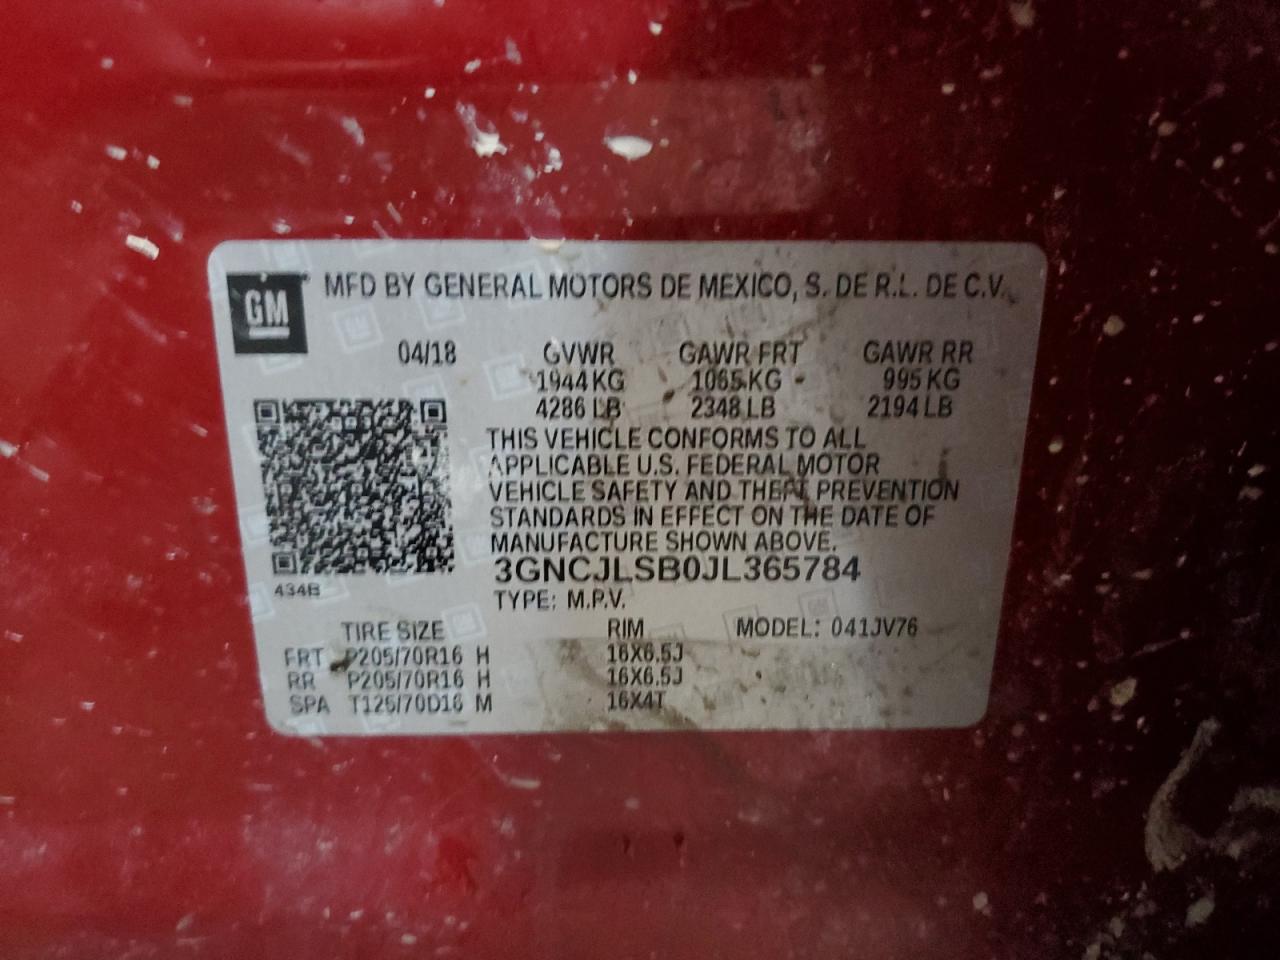 GM MFD BY GENERAL MOTORS DE MEXICO, S. DE R.L. DE C.V.
04/18 GVWR GAWR FRT GAWR RR
1944 KG 1065 KG 995 KG
4286 LB 2348 LB 2194 LB
THIS VEHICLE CONFORMS TO ALL
APPLICABLE U.S. FEDERAL MOTOR
VEHICLE SAFETY AND THEFT PREVENTION
STANDARDS IN EFFECT ON THE DATE OF
MANUFACTURE SHOWN ABOVE.
3GNCJLSB0JL365784
434B
TYPE: M.P.V.
TIRE SIZE RIM MODEL: 041JV76
FRT P205/70R16 H 16X6.5J
RR P205/70R16 H 16X6.5J
SPA T125/70D16 M 16X4T